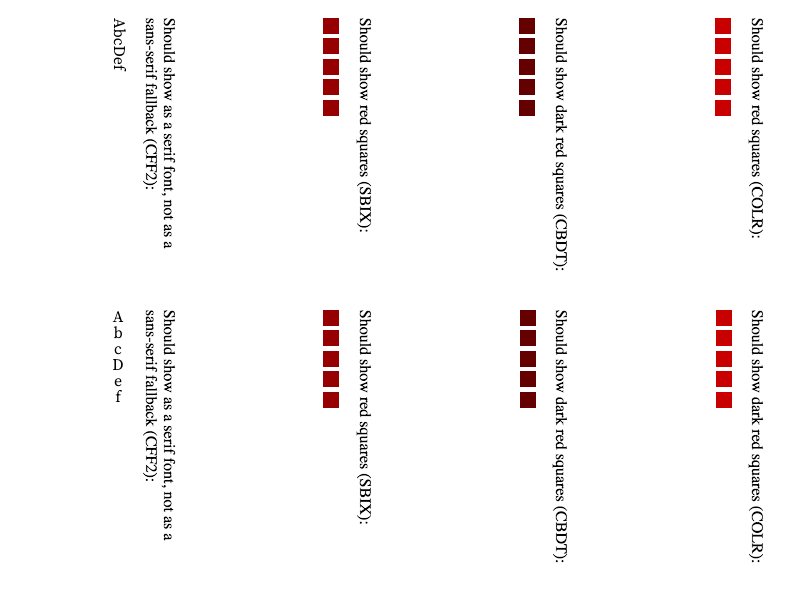 Should show red squares (COLR):
Should show dark red squares (CBDT):
Should show red squares (SBIX):
Should show as a serif font, not as a
sans-serif fallback (CFF2):
AbcDef
Should show dark red squares (COLR):
Should show dark red squares (CBDT):
Should show red squares (SBIX):
Should show as a serif font, not as a
sans-serif fallback (CFF2):
AbcDef